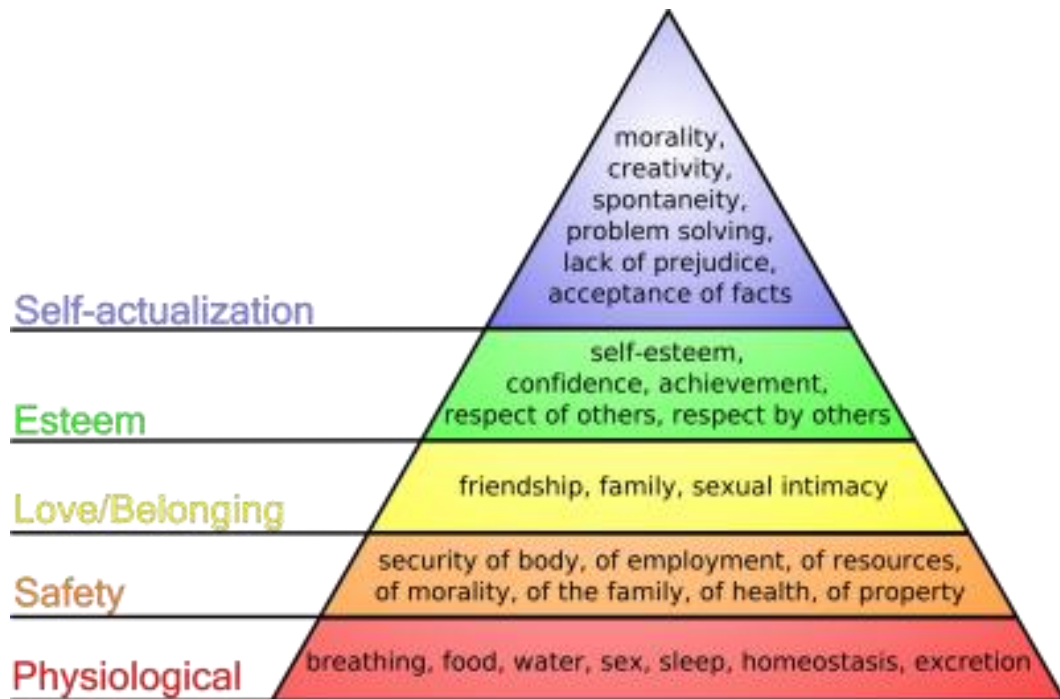 morality,
creativity,
spontaneity,
problem solving,
lack of prejudice,
acceptance of facts
Self-actualization
self-esteem,
confidence, achievement,
respect of others, respect by others
Esteem
friendship, family, sexual intimacy
Love/Belonging
security of body, of employment, of resources,
of morality, of the family, of health, of property
Safety
breathing, food, water, sex, sleep, homeostasis, excretion
Physiological